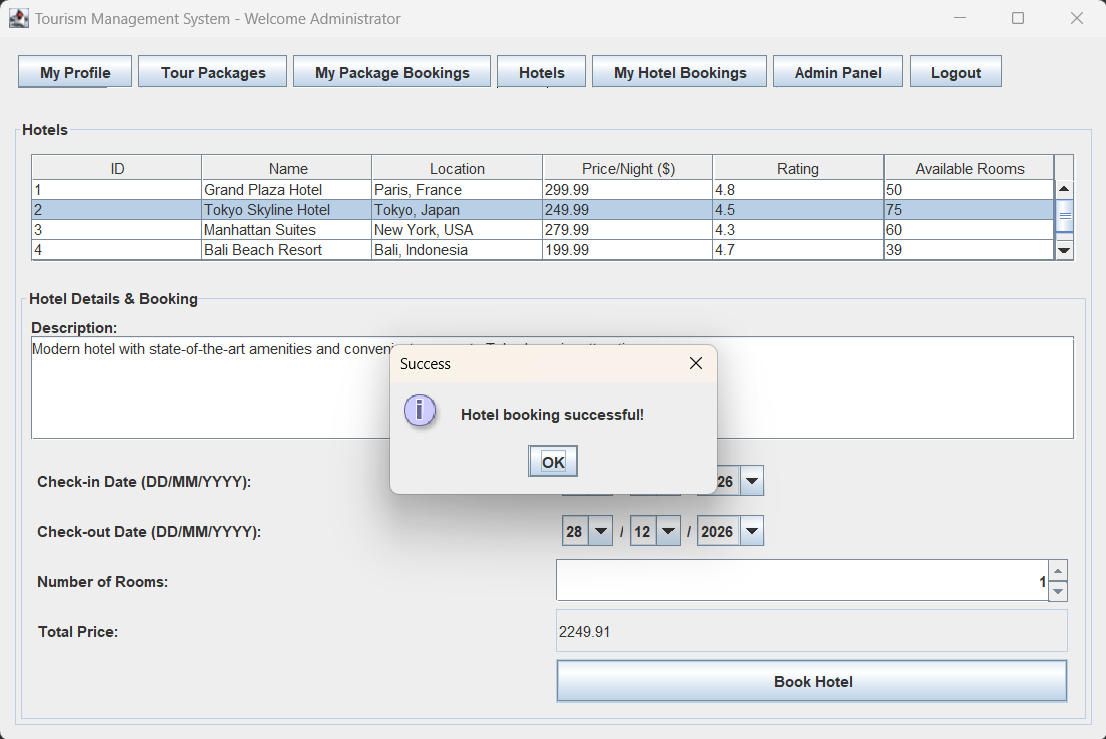 Tourism Management System - Welcome Administrator
My Profile Tour Packages My Package Bookings Hotels My Hotel Bookings Admin Panel Logout
Hotels
ID Name Location Price/Night ($) Rating Available Rooms
1 Grand Plaza Hotel Paris, France 299.99 4.8 50
2 Tokyo Skyline Hotel Tokyo, Japan 249.99 4.5 75
3 Manhattan Suites New York, USA 279.99 4.3 60
4 Bali Beach Resort Bali, Indonesia 199.99 4.7 39
Hotel Details & Booking
Description:
Modern hotel with state-of-the-art amenities and
Success
Hotel booking successful!
OK
Check-in Date (DD/MM/YYYY): 26
Check-out Date (DD/MM/YYYY): 28 / 12 / 2026
Number of Rooms: 1
Total Price: 2249.91
Book Hotel